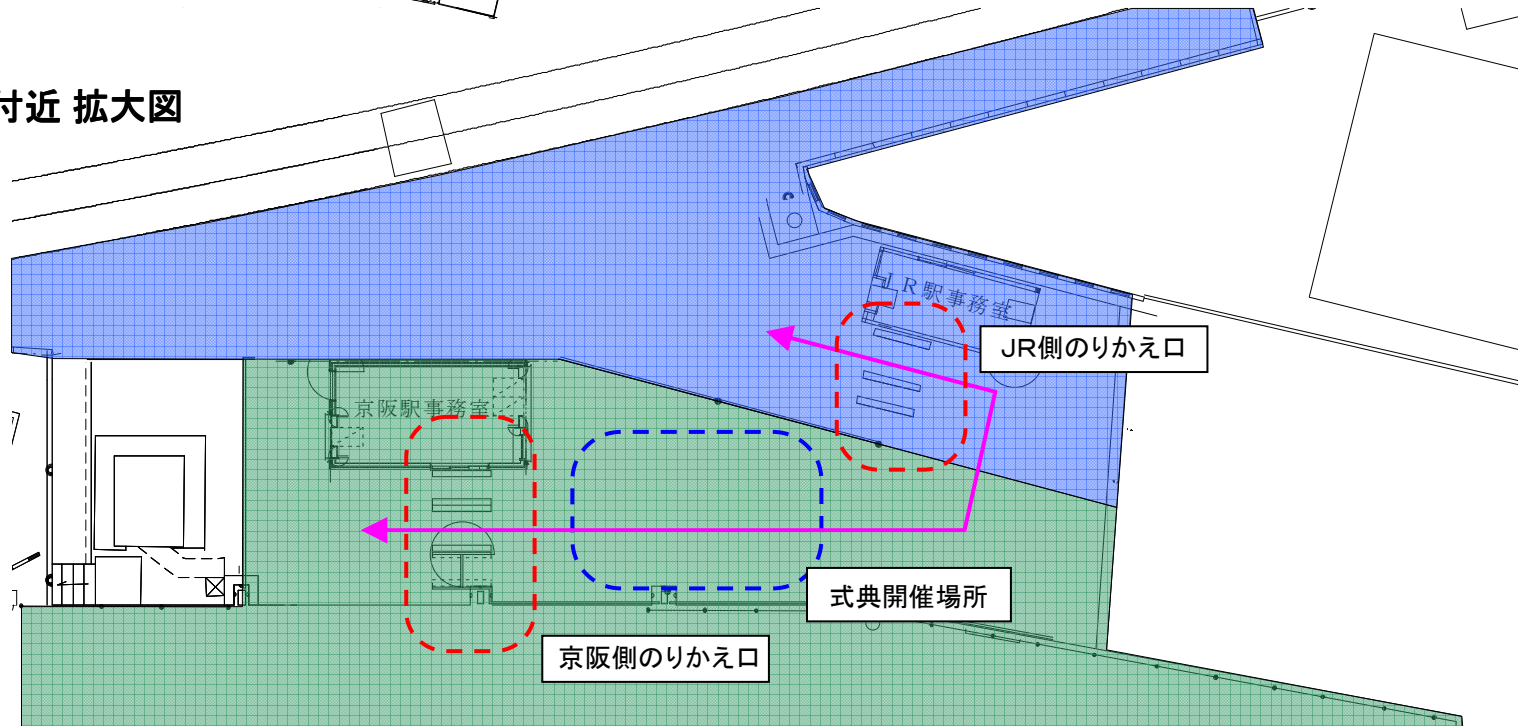 付近 拡大図
JR駅事務室
JR側のりかえ口
京阪駅事務室
式典開催場所
京阪側のりかえ口